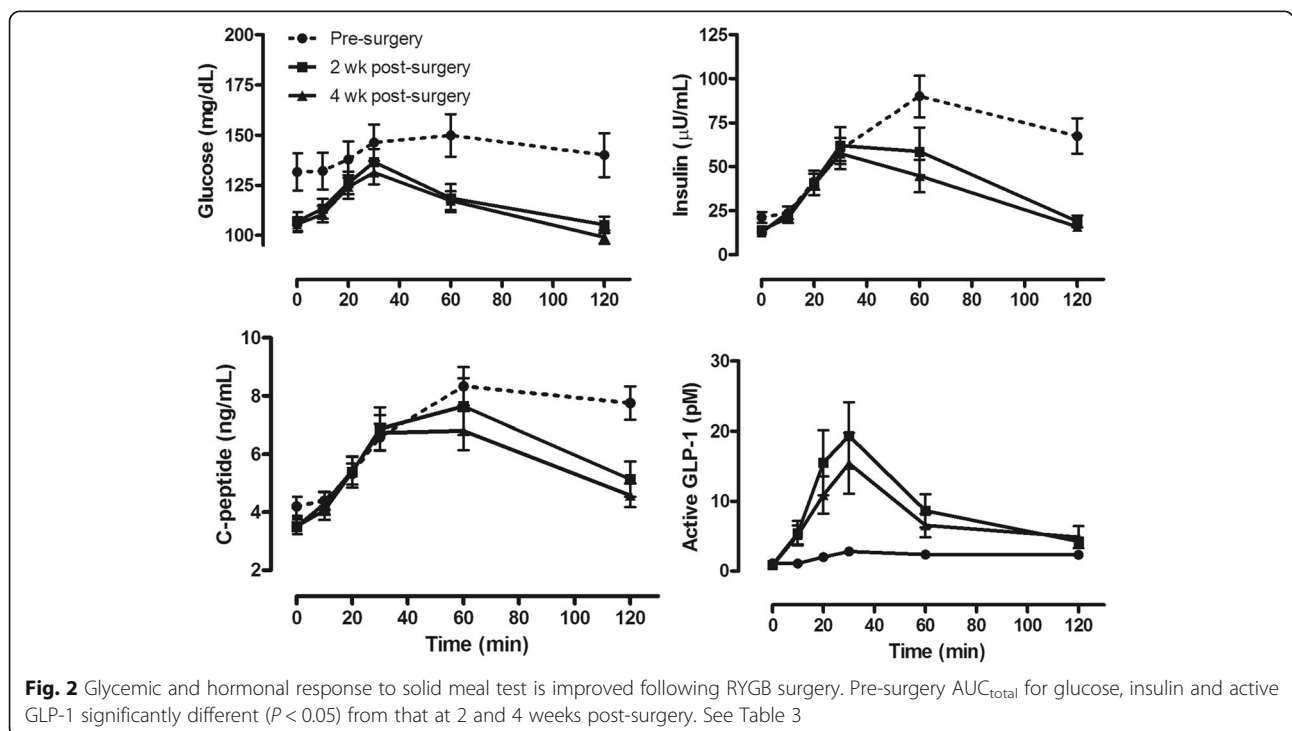 200
175
150
125
100
Glucose (mg/dL)
Pre-surgery
2 wk post-surgery
4 wk post-surgery
0 20 40 60 80 100 120
125
100
75
50
25
0
Insulin (µU/mL)
0 20 40 60 80 100 120
10
8
6
4
2
C-peptide (ng/mL)
0 20 40 60 80 100 120
Time (min)
30
20
10
0
Active GLP-1 (pM)
0 20 40 60 80 100 120
Time (min)
Fig. 2 Glycemic and hormonal response to solid meal test is improved following RYGB surgery. Pre-surgery AUCtotal for glucose, insulin and active
GLP-1 significantly different (P < 0.05) from that at 2 and 4 weeks post-surgery. See Table 3